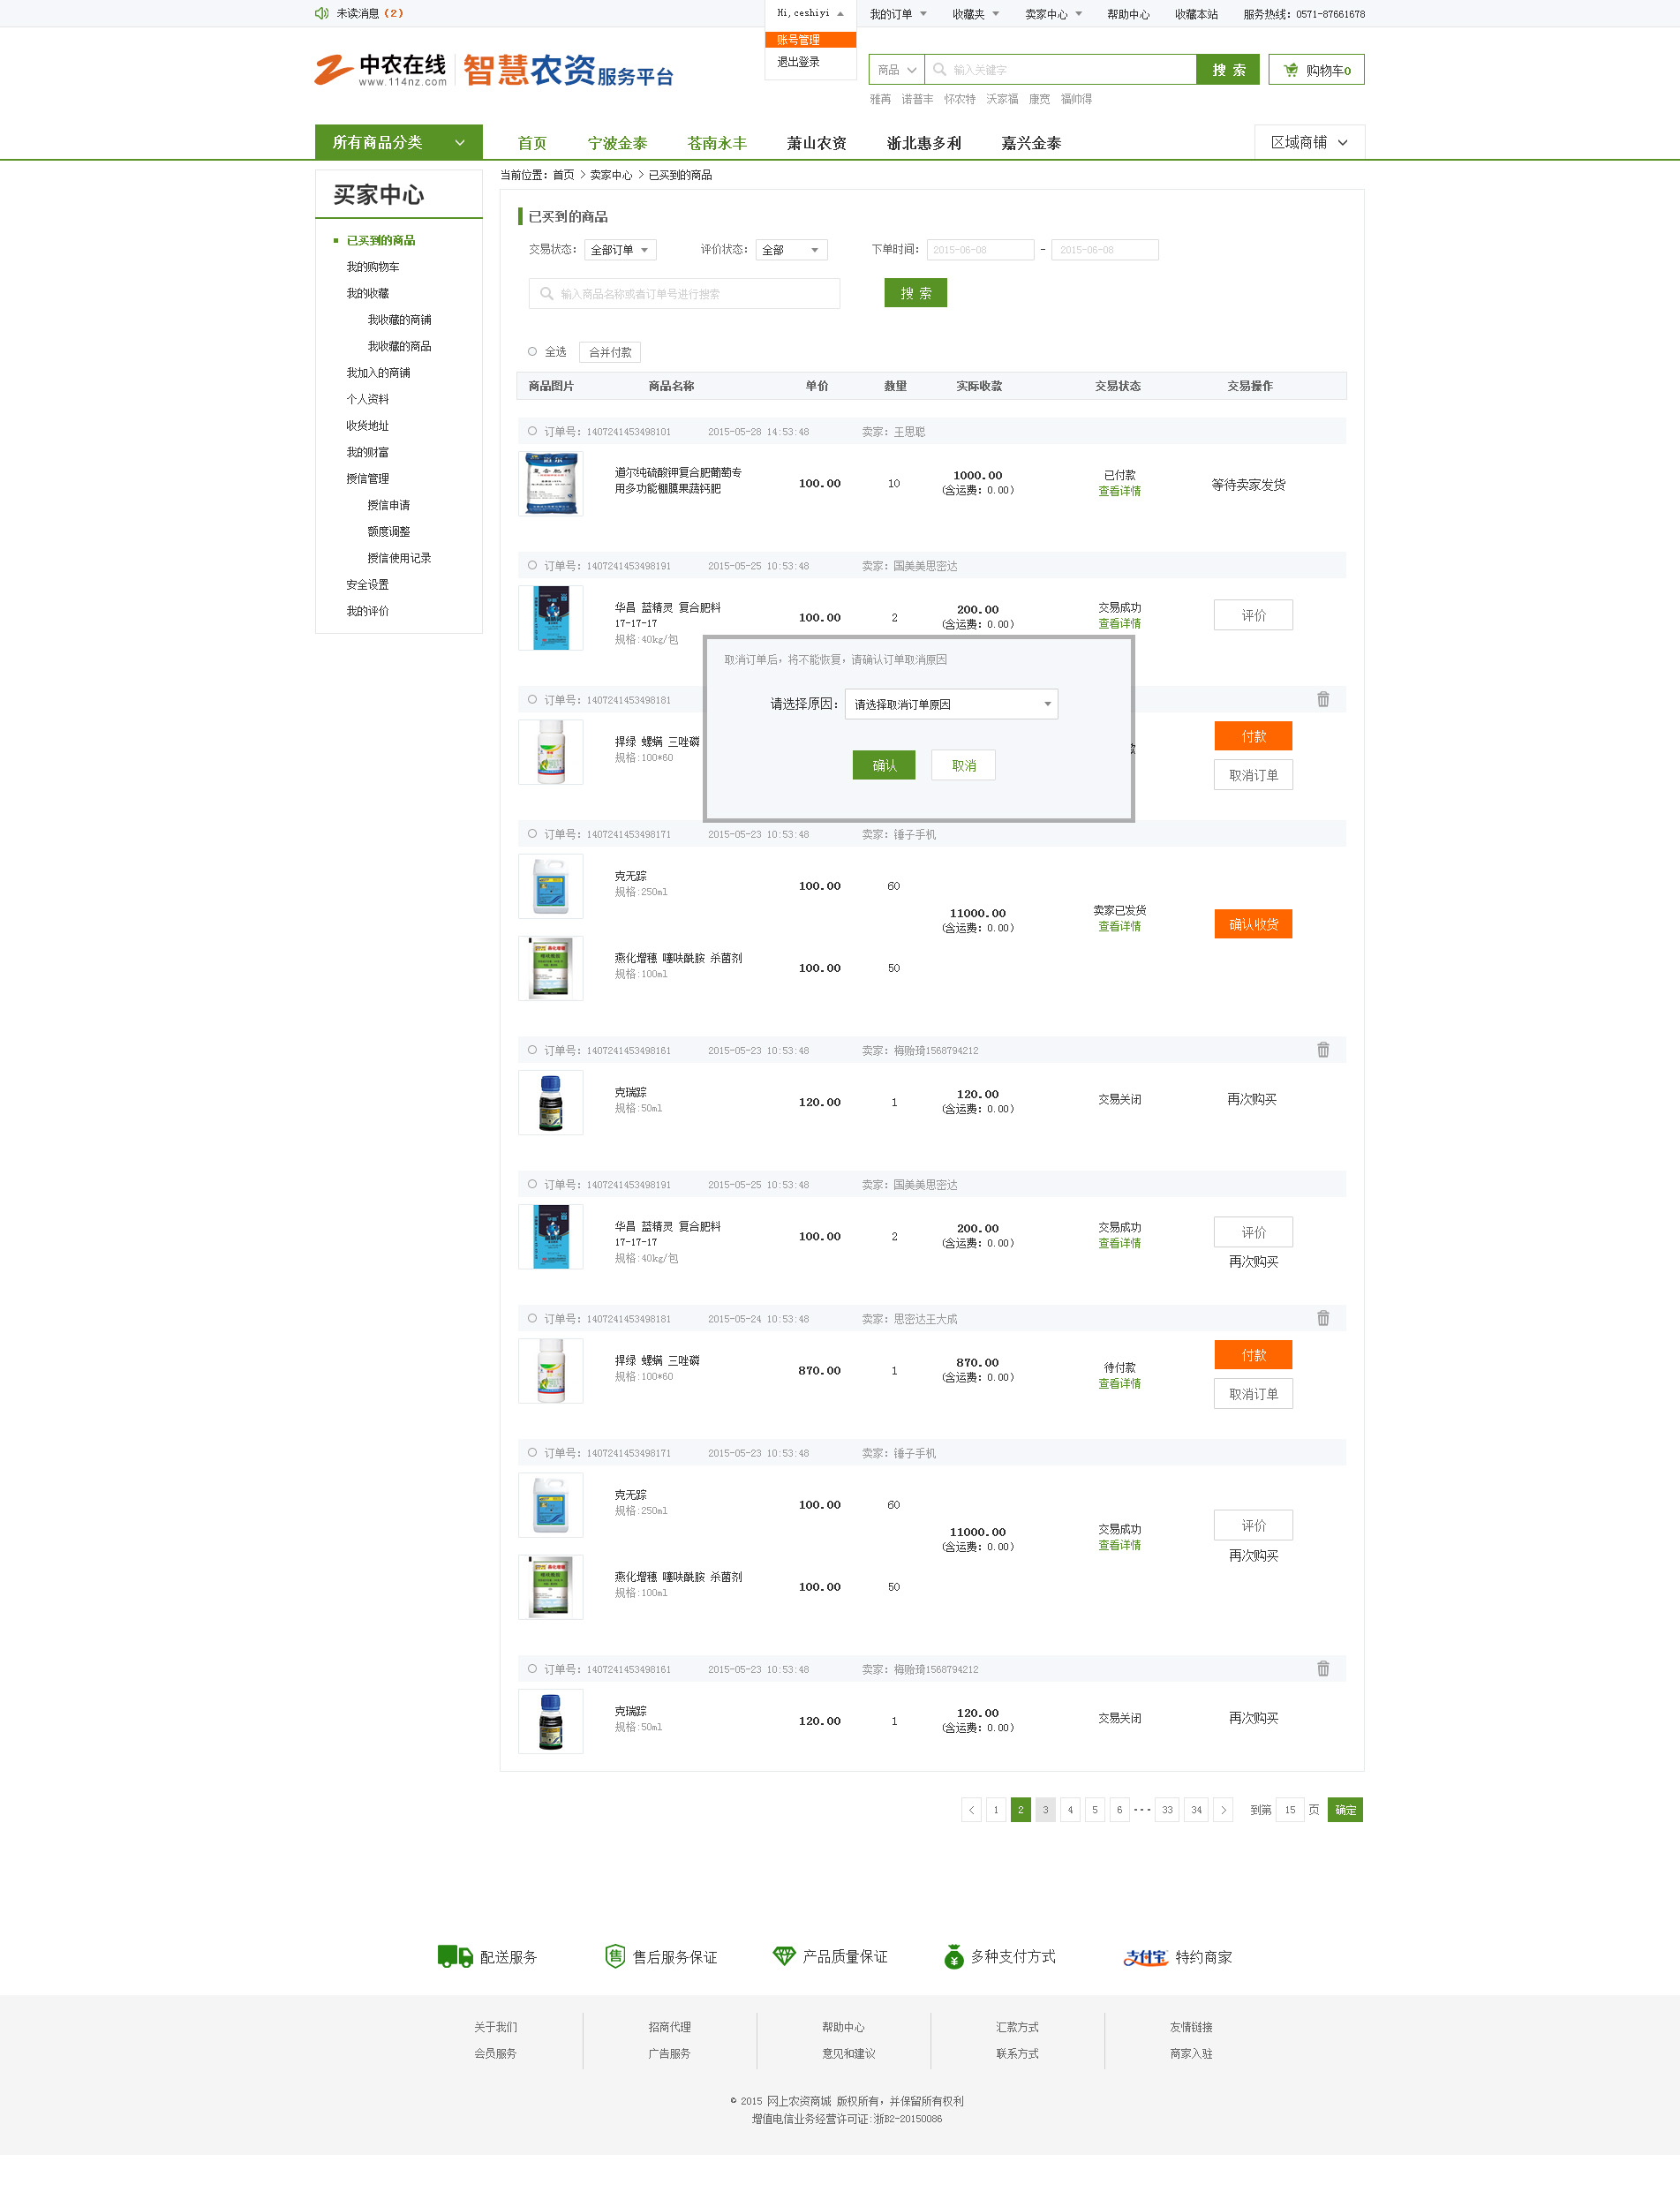 未读消息（2）
Hi,ceshiyi
我的订单 收藏夹 卖家中心 帮助中心 收藏本站 服务热线：0571-87661678
账号管理
退出登录
中农在线
www.114nz.com
智慧农资服务平台
商品 输入关键字 搜 索 购物车0
雅苒 诺普丰 怀农特 沃家福 康宽 福帅得
所有商品分类 首页 宁波金泰 苍南永丰 萧山农资 浙北惠多利 嘉兴金泰 区域商铺
当前位置：首页 > 卖家中心 > 已买到的商品
买家中心
已买到的商品
我的购物车
我的收藏
我收藏的商铺
我收藏的商品
我加入的商铺
个人资料
收货地址
我的财富
授信管理
授信申请
额度调整
授信使用记录
安全设置
我的评价
已买到的商品
交易状态：全部订单 评价状态：全部 下单时间：2015-06-08 - 2015-06-08
输入商品名称或者订单号进行搜索 搜 索
全选 合并付款
商品图片 商品名称 单价 数量 实际收款 交易状态 交易操作
订单号：1407241453498101 2015-05-28 14:53:48 卖家：王思聪
道尔纯硫酸钾复合肥葡萄专
用多功能棚膜果蔬钙肥
100.00 10 1000.00
(含运费：0.00)
已付款
查看详情
等待卖家发货
订单号：1407241453498191 2015-05-25 10:53:48 卖家：国美美思密达
华昌 蓝精灵 复合肥料
17-17-17
规格:40kg/包
100.00 2 200.00
(含运费：0.00)
交易成功
查看详情
评价
取消订单后，将不能恢复，请确认订单取消原因
请选择原因：请选择取消订单原因
确认 取消
订单号：1407241453498181
捍绿 螺螨 三唑磷
规格:100*60
付款
取消订单
订单号：1407241453498171 2015-05-23 10:53:48 卖家：锤子手机
克无踪
规格:250ml
100.00 60
11000.00
(含运费：0.00)
卖家已发货
查看详情
确认收货
燕化增穗 噻呋酰胺 杀菌剂
规格:100ml
100.00 50
订单号：1407241453498161 2015-05-23 10:53:48 卖家：梅贻琦1568794212
克瑞踪
规格:50ml
120.00 1 120.00
(含运费：0.00)
交易关闭
再次购买
订单号：1407241453498191 2015-05-25 10:53:48 卖家：国美美思密达
华昌 蓝精灵 复合肥料
17-17-17
规格:40kg/包
100.00 2 200.00
(含运费：0.00)
交易成功
查看详情
评价
再次购买
订单号：1407241453498181 2015-05-24 10:53:48 卖家：思密达王大成
捍绿 螺螨 三唑磷
规格:100*60
870.00 1 870.00
(含运费：0.00)
待付款
查看详情
付款
取消订单
订单号：1407241453498171 2015-05-23 10:53:48 卖家：锤子手机
克无踪
规格:250ml
100.00 60
11000.00
(含运费：0.00)
交易成功
查看详情
评价
再次购买
燕化增穗 噻呋酰胺 杀菌剂
规格:100ml
100.00 50
订单号：1407241453498161 2015-05-23 10:53:48 卖家：梅贻琦1568794212
克瑞踪
规格:50ml
120.00 1 120.00
(含运费：0.00)
交易关闭
再次购买
< 1 2 3 4 5 6 ··· 33 34 > 到第 15 页 确定
配送服务 售后服务保证 产品质量保证 多种支付方式 支付宝 特约商家
关于我们 招商代理 帮助中心 汇款方式 友情链接
会员服务 广告服务 意见和建议 联系方式 商家入驻
© 2015 网上农资商城 版权所有，并保留所有权利
增值电信业务经营许可证:浙B2-20150086